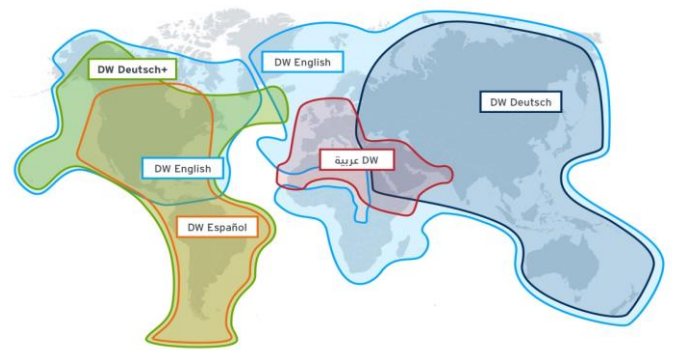 DW English
DW Deutsch+
DW Deutsch
DW عربية
DW English
DW Español